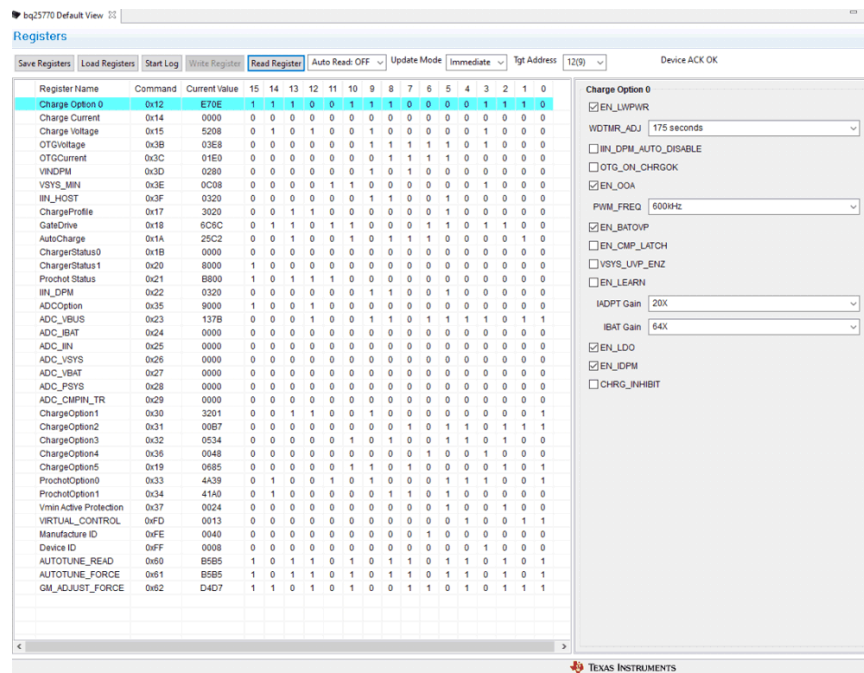 bq25770 Default View
Registers
Save Registers Load Registers Start Log Write Register Read Register Auto Read: OFF Update Mode Immediate Tgt Address 12(9) Device ACK OK
Register Name Command Current Value 15 14 13 12 11 10 9 8 7 6 5 4 3 2 1 0
Charge Option 0 0x12 E70E 1 1 1 0 0 1 1 1 0 0 0 0 1 1 1 0
Charge Current 0x14 0000 0 0 0 0 0 0 0 0 0 0 0 0 0 0 0 0
Charge Voltage 0x15 5208 0 1 0 1 0 0 1 0 0 0 0 0 1 0 0 0
OTGVoltage 0x3B 03E8 0 0 0 0 0 0 1 1 1 1 1 0 1 0 0 0
OTGCurrent 0x3C 01E0 0 0 0 0 0 0 0 1 1 1 1 0 0 0 0 0
VINDPM 0x3D 0280 0 0 0 0 0 0 1 0 1 0 0 0 0 0 0 0
VSYS_MIN 0x3E 0C08 0 0 0 0 1 1 0 0 0 0 0 0 1 0 0 0
IIN_HOST 0x3F 0320 0 0 0 0 0 0 1 1 0 0 1 0 0 0 0 0
ChargeProfile 0x17 3020 0 0 1 1 0 0 0 0 0 0 1 0 0 0 0 0
GateDrive 0x18 6C6C 0 1 1 0 1 1 0 0 0 1 1 0 1 1 0 0
AutoCharge 0x1A 25C2 0 0 1 0 0 1 0 1 1 1 0 0 0 0 1 0
ChargerStatus0 0x1B 0000 0 0 0 0 0 0 0 0 0 0 0 0 0 0 0 0
ChargerStatus1 0x20 8000 1 0 0 0 0 0 0 0 0 0 0 0 0 0 0 0
Prochot Status 0x21 B800 1 0 1 1 1 0 0 0 0 0 0 0 0 0 0 0
IIN_DPM 0x22 0320 0 0 0 0 0 0 1 1 0 0 1 0 0 0 0 0
ADCOption 0x35 9000 1 0 0 1 0 0 0 0 0 0 0 0 0 0 0 0
ADC_VBUS 0x23 137B 0 0 0 1 0 0 1 1 0 1 1 1 1 0 1 1
ADC_IBAT 0x24 0000 0 0 0 0 0 0 0 0 0 0 0 0 0 0 0 0
ADC_IIN 0x25 0000 0 0 0 0 0 0 0 0 0 0 0 0 0 0 0 0
ADC_VSYS 0x26 0000 0 0 0 0 0 0 0 0 0 0 0 0 0 0 0 0
ADC_VBAT 0x27 0000 0 0 0 0 0 0 0 0 0 0 0 0 0 0 0 0
ADC_PSYS 0x28 0000 0 0 0 0 0 0 0 0 0 0 0 0 0 0 0 0
ADC_CMPIN_TR 0x29 0000 0 0 0 0 0 0 0 0 0 0 0 0 0 0 0 0
ChargeOption1 0x30 3201 0 0 1 1 0 0 1 0 0 0 0 0 0 0 0 1
ChargeOption2 0x31 00B7 0 0 0 0 0 0 0 0 1 0 1 1 0 1 1 1
ChargeOption3 0x32 0534 0 0 0 0 0 1 0 1 0 0 1 1 0 1 0 0
ChargeOption4 0x36 0048 0 0 0 0 0 0 0 0 0 1 0 0 1 0 0 0
ChargeOption5 0x19 0685 0 0 0 0 0 1 1 0 1 0 0 0 0 1 0 1
ProchotOption0 0x33 4A39 0 1 0 0 1 0 1 0 0 0 1 1 1 0 0 1
ProchotOption1 0x34 41A0 0 1 0 0 0 0 0 1 1 0 1 0 0 0 0 0
Vmin Active Protection 0x37 0024 0 0 0 0 0 0 0 0 0 0 1 0 0 1 0 0
VIRTUAL_CONTROL 0xFD 0013 0 0 0 0 0 0 0 0 0 0 0 1 0 0 1 1
Manufacture ID 0xFE 0040 0 0 0 0 0 0 0 0 0 1 0 0 0 0 0 0
Device ID 0xFF 0008 0 0 0 0 0 0 0 0 0 0 0 0 1 0 0 0
AUTOTUNE_READ 0x60 B5B5 1 0 1 1 0 1 0 1 1 0 1 1 0 1 0 1
AUTOTUNE_FORCE 0x61 B5B5 1 0 1 1 0 1 0 1 1 0 1 1 0 1 0 1
GM_ADJUST_FORCE 0x62 D4D7 1 1 0 1 0 1 0 0 1 1 0 1 0 1 1 1
Charge Option 0
EN_LWPWR
WDTMR_ADJ 175 seconds
IIN_DPM_AUTO_DISABLE
OTG_ON_CHRGOK
EN_OOA
PWM_FREQ 600kHz
EN_BATOVP
EN_CMP_LATCH
VSYS_UVP_ENZ
EN_LEARN
IADPT Gain 20X
IBAT Gain 64X
EN_LDO
EN_IDPM
CHRG_INHIBIT
TEXAS INSTRUMENTS